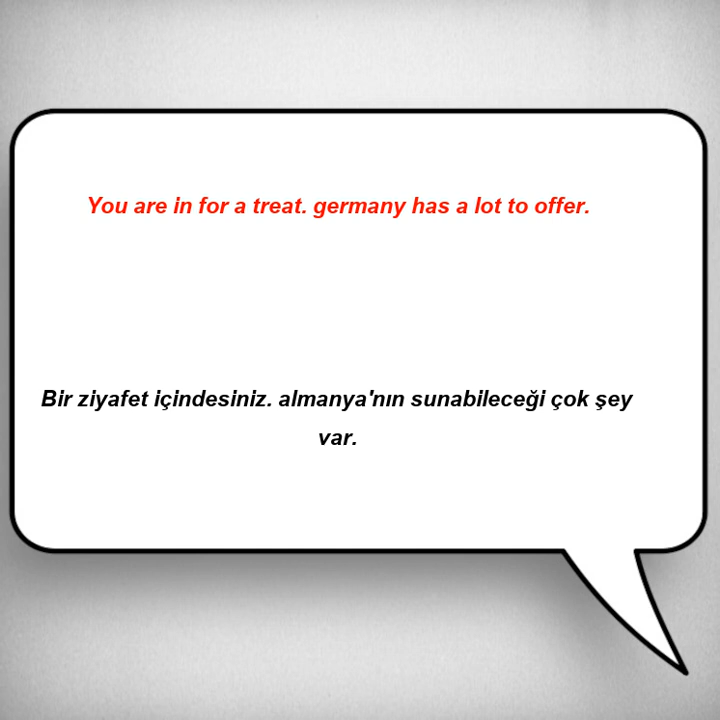 You are in for a treat. germany has a lot to offer.
Bir ziyafet içindesiniz. almanya'nın sunabileceği çok şey
var.